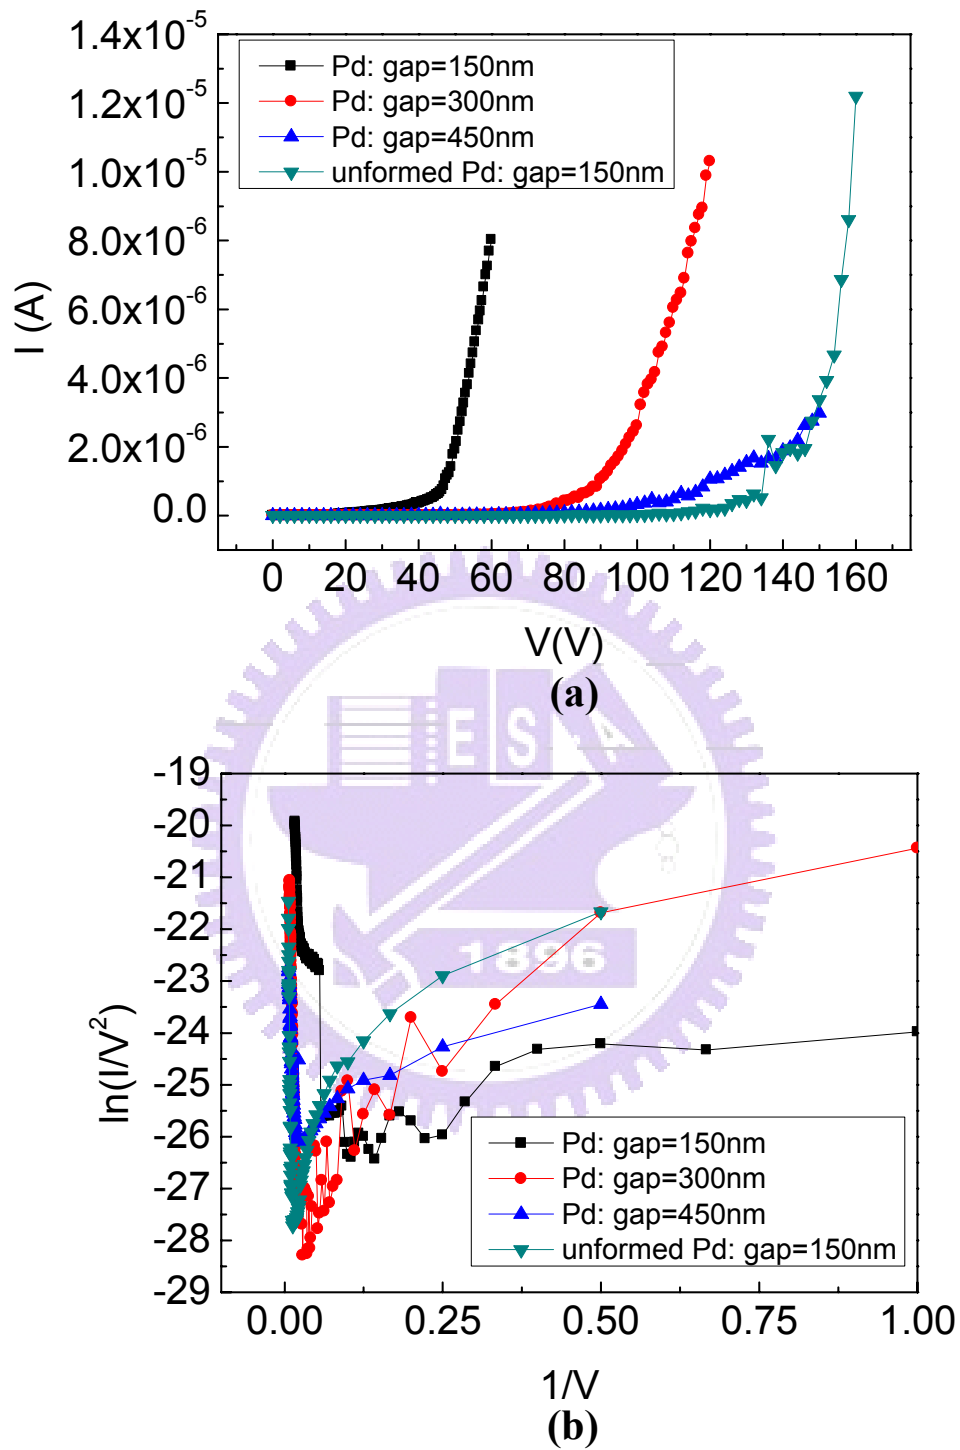 1.4x10⁻⁵
1.2x10⁻⁵
1.0x10⁻⁵
8.0x10⁻⁶
6.0x10⁻⁶
4.0x10⁻⁶
2.0x10⁻⁶
0.0
I (A)
Pd: gap=150nm
Pd: gap=300nm
Pd: gap=450nm
unformed Pd: gap=150nm
0 20 40 60 80 100 120 140 160
V(V)
(a)
ES
1896
-19
-20
-21
-22
-23
-24
-25
-26
-27
-28
-29
ln(I/V²)
Pd: gap=150nm
Pd: gap=300nm
Pd: gap=450nm
unformed Pd: gap=150nm
0.00 0.25 0.50 0.75 1.00
1/V
(b)